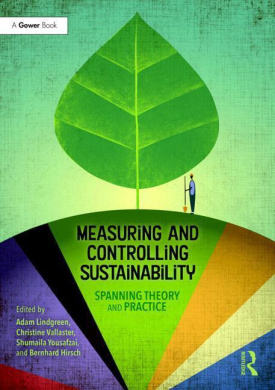 A Gower Book
MEASURING AND
CONTROLLING
SUSTAINABILITY
SPANNING THEORY
AND PRACTICE
Edited by
Adam Lindgreen,
Christine Vallaster,
Shumaila Yousafzai,
and Bernhard Hirsch
ROUTLEDGE